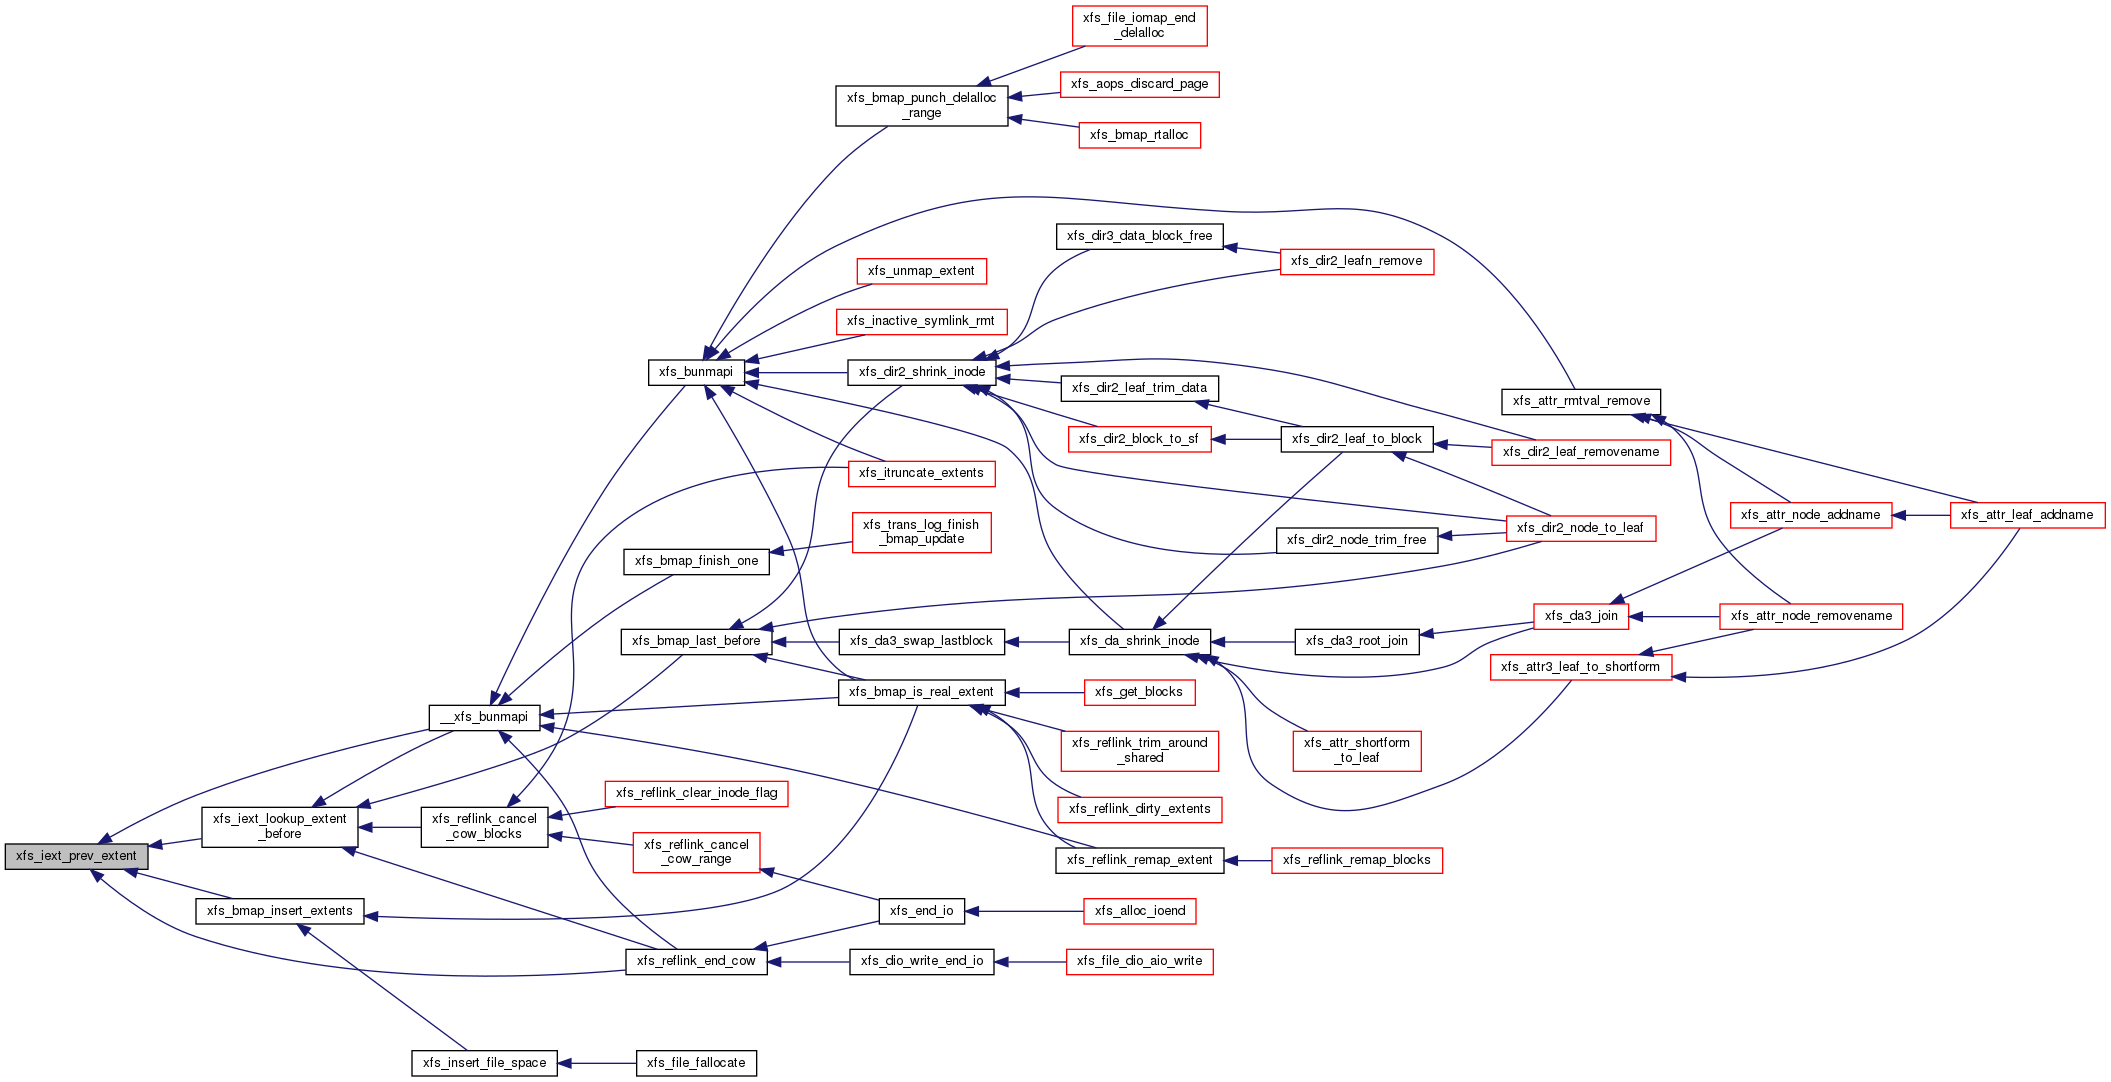 xfs_file_iomap_end
_delalloc
xfs_aops_discard_page
xfs_bmap_punch_delalloc
_range
xfs_bmap_rtalloc
xfs_dir3_data_block_free
xfs_dir2_leafn_remove
xfs_unmap_extent
xfs_inactive_symlink_rmt
xfs_bunmapi
xfs_dir2_shrink_inode
xfs_dir2_leaf_trim_data
xfs_attr_rmtval_remove
xfs_dir2_block_to_sf
xfs_dir2_leaf_to_block
xfs_dir2_leaf_removename
xfs_itruncate_extents
xfs_trans_log_finish
_bmap_update
xfs_attr_node_addname
xfs_attr_leaf_addname
xfs_dir2_node_to_leaf
xfs_dir2_node_trim_free
xfs_bmap_finish_one
xfs_da3_join
xfs_attr_node_removename
xfs_bmap_last_before
xfs_da3_swap_lastblock
xfs_da_shrink_inode
xfs_da3_root_join
xfs_attr3_leaf_to_shortform
xfs_bmap_is_real_extent
xfs_get_blocks
__xfs_bunmapi
xfs_reflink_trim_around
_shared
xfs_attr_shortform
_to_leaf
xfs_reflink_clear_inode_flag
xfs_reflink_dirty_extents
xfs_iext_lookup_extent
_before
xfs_reflink_cancel
_cow_blocks
xfs_reflink_cancel
_cow_range
xfs_iext_prev_extent
xfs_reflink_remap_extent
xfs_reflink_remap_blocks
xfs_bmap_insert_extents
xfs_end_io
xfs_alloc_ioend
xfs_reflink_end_cow
xfs_dio_write_end_io
xfs_file_dio_aio_write
xfs_insert_file_space
xfs_file_fallocate